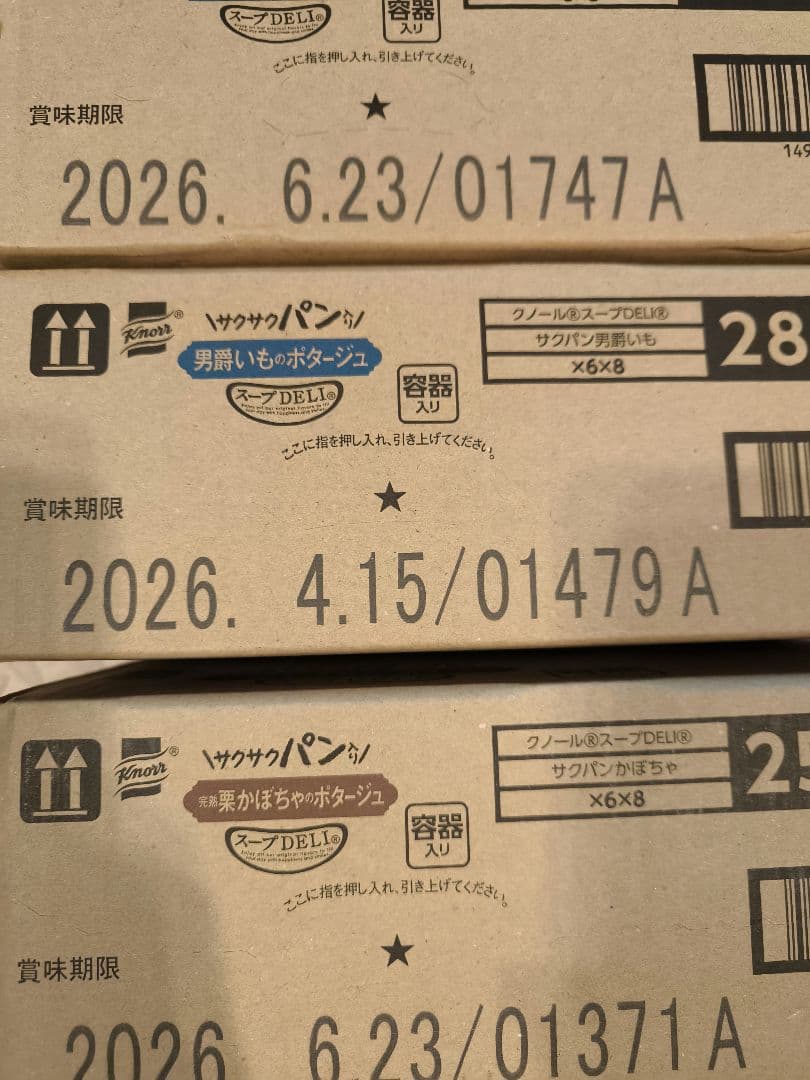 スープDELI®
容器
入り
ここに指を押し入れ、引き上げてください。
賞味期限
★
149
2026. 6.23/01747A
Knorr®
サクサクパン入り
男爵いものポタージュ
スープDELI®
容器
入り
クノール®スープDELI®
サクパン男爵いも
×6×8
28
ここに指を押し入れ、引き上げてください。
賞味期限
★
2026. 4.15/01479A
Knorr®
サクサクパン入り
完熟栗かぼちゃのポタージュ
スープDELI®
容器
入り
クノール®スープDELI®
サクパンかぼちゃ
×6×8
25
ここに指を押し入れ、引き上げてください。
賞味期限
★
2026 6.23/01371A